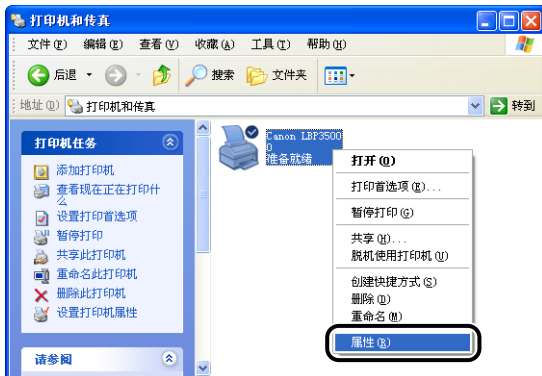 打印机和传真
文件(F) 编辑(E) 查看(V) 收藏(A) 工具(T) 帮助(H)
后退 搜索 文件夹
地址(D) 打印机和传真 转到
打印机任务
添加打印机
查看现在正在打印什么
设置打印首选项
暂停打印
共享此打印机
重命名此打印机
删除此打印机
设置打印机属性
请参阅
Canon LBP3500
0
准备就绪
打开(O)
打印首选项(E)...
暂停打印(G)
共享(H)...
脱机使用打印机(U)
创建快捷方式(S)
删除(D)
重命名(M)
属性(R)